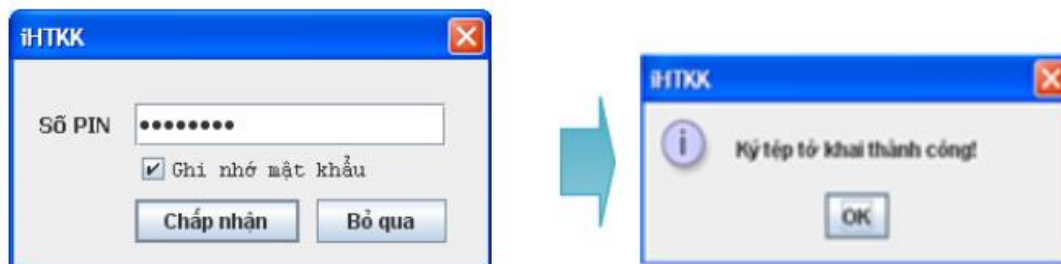 iHTKK
Số PIN ••••••••
Ghi nhớ mật khẩu
Chấp nhận Bỏ qua
iHTKK
i
Ký tệp tờ khai thành công!
OK